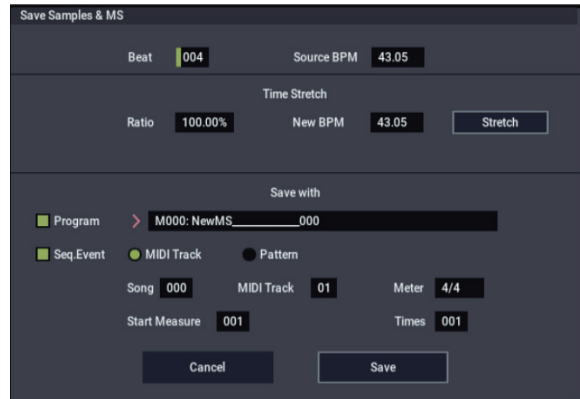 Save Samples & MS
Beat 004 Source BPM 43.05
Time Stretch
Ratio 100.00% New BPM 43.05 Stretch
Save with
Program M000: NewMS____________000
Seq.Event MIDI Track Pattern
Song 000 MIDI Track 01 Meter 4/4
Start Measure 001 Times 001
Cancel Save